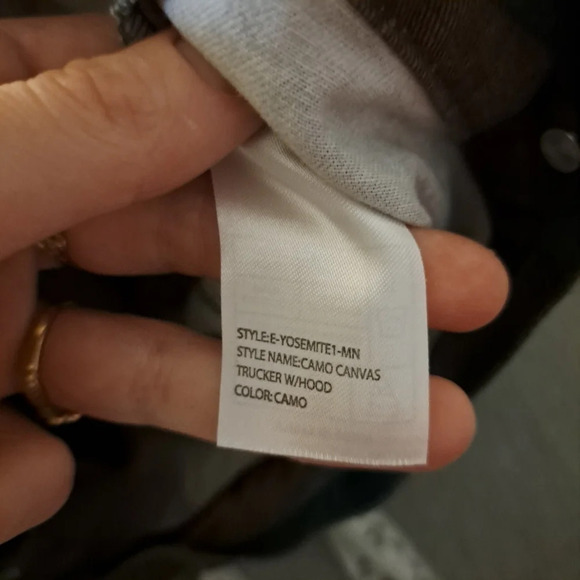 STYLE:E-YOSEMITE1-MN
STYLE NAME:CAMO CANVAS
TRUCKER W/HOOD
COLOR:CAMO